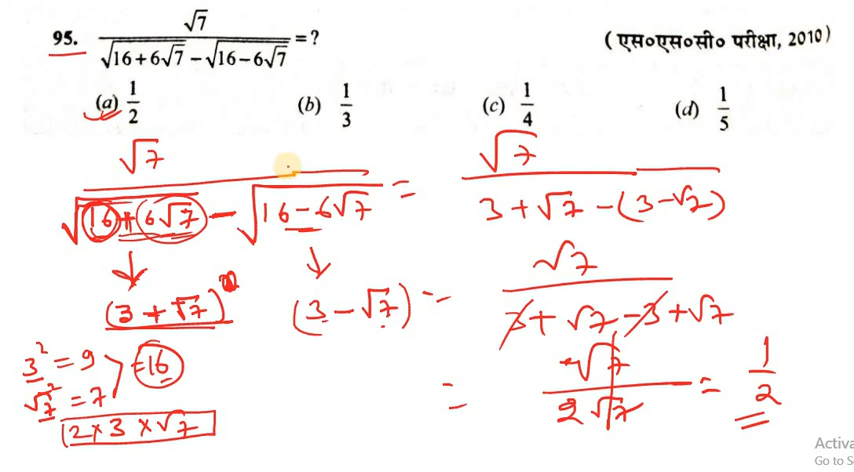 95. √7 / (√(16+6√7) − √(16−6√7)) = ?
(एस०एस०सी० परीक्षा, 2010)
(a) 1/2 (b) 1/3 (c) 1/4 (d) 1/5
√7 / (√(16+6√7) − √(16−6√7)) = √7 / (3+√7−(3−√7))
(3+√7)² (3−√7) = √7 / (3+√7−3+√7)
3² = 9
√7² = 7 =16
2×3×√7
= √7 / 2√7 = 1/2
Activa
Go to S